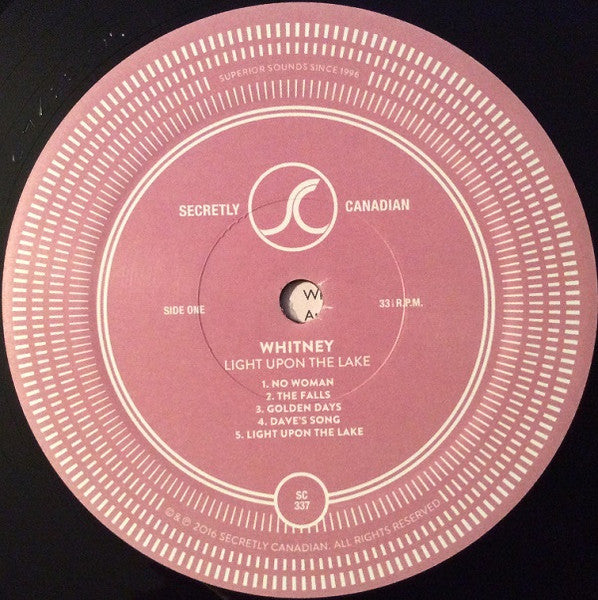 SUPERIOR SOUNDS SINCE 1996
SECRETLY CANADIAN
SIDE ONE
33⅓ R.P.M.
WHITNEY
LIGHT UPON THE LAKE
1. NO WOMAN
2. THE FALLS
3. GOLDEN DAYS
4. DAVE'S SONG
5. LIGHT UPON THE LAKE
SC
337
©& ℗ 2016 SECRETLY CANADIAN. ALL RIGHTS RESERVED